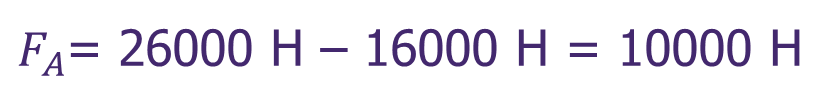 F_A= 26000 Н – 16000 Н = 10000 Н